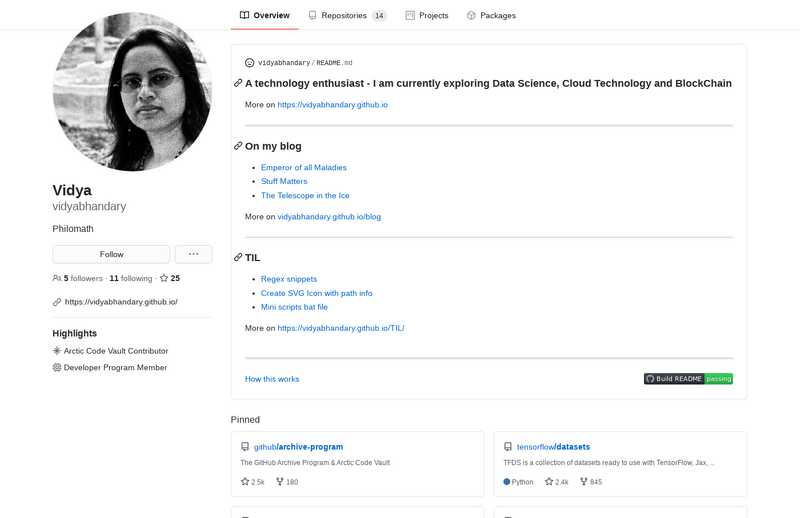 Overview Repositories 14 Projects Packages
Vidya
vidyabhandary
Philomath
Follow
5 followers · 11 following · 25
https://vidyabhandary.github.io/
Highlights
Arctic Code Vault Contributor
Developer Program Member
vidyabhandary / README.md
A technology enthusiast - I am currently exploring Data Science, Cloud Technology and BlockChain
More on https://vidyabhandary.github.io
On my blog
Emperor of all Maladies
Stuff Matters
The Telescope in the Ice
More on vidyabhandary.github.io/blog
TIL
Regex snippets
Create SVG Icon with path info
Mini scripts bat file
More on https://vidyabhandary.github.io/TIL/
How this works Build README passing
Pinned
github/archive-program
The GitHub Archive Program & Arctic Code Vault
2.5k 180
tensorflow/datasets
TFDS is a collection of datasets ready to use with TensorFlow, Jax, ...
Python 2.4k 845